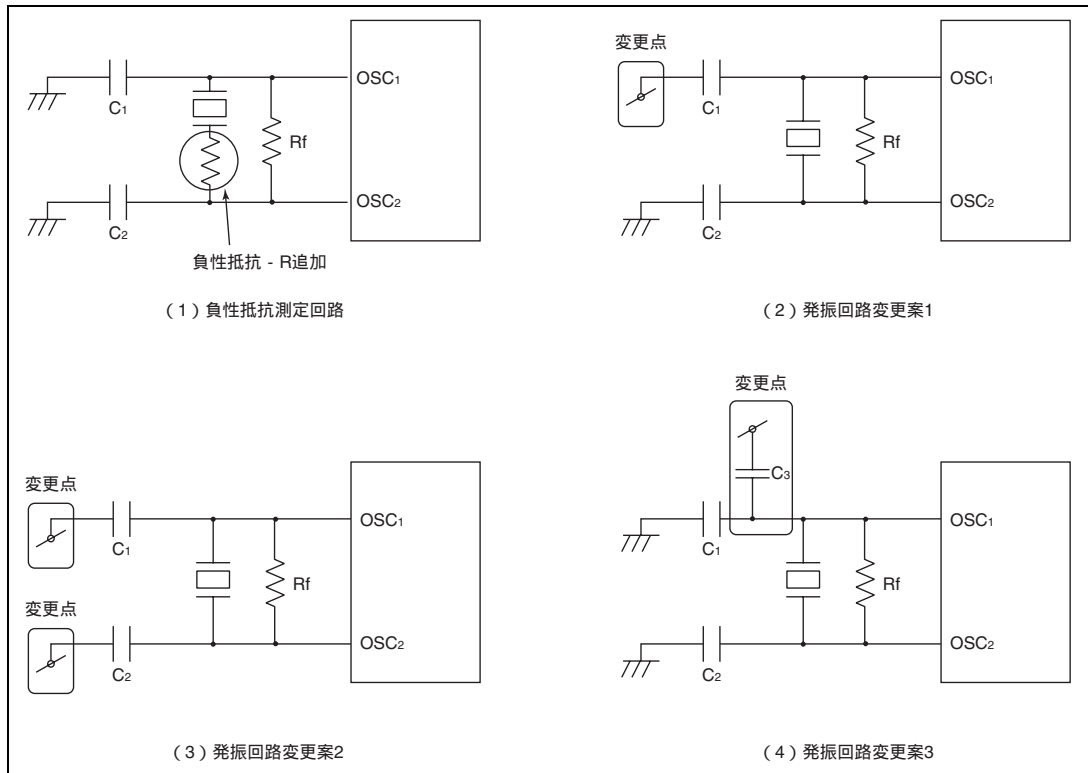 OSC1
C1
Rf
OSC2
C2
負性抵抗 - R追加
（1）負性抵抗測定回路
変更点
OSC1
C1
Rf
OSC2
C2
（2）発振回路変更案1
変更点
OSC1
C1
Rf
変更点
OSC2
C2
（3）発振回路変更案2
変更点
C3
OSC1
C1
Rf
OSC2
C2
（4）発振回路変更案3